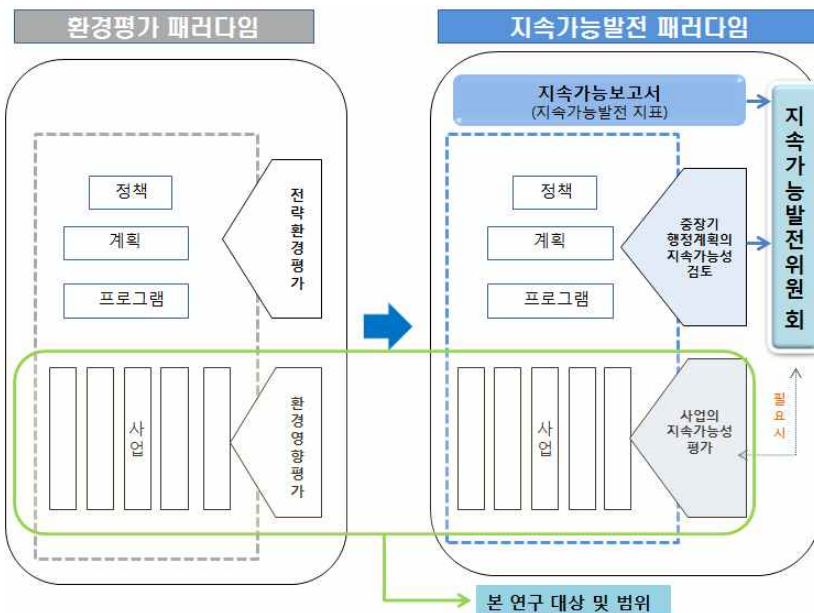 환경평가 패러다임
지속가능발전 패러다임
정책
계획
프로그램
전략환경평가
사업
환경영향평가
지속가능보고서
(지속가능발전 지표)
정책
계획
프로그램
중장기
행정계획의
지속가능성
검토
사업
사업의
지속가능성
평가
지속가능발전위원회
필요시
본 연구 대상 및 범위